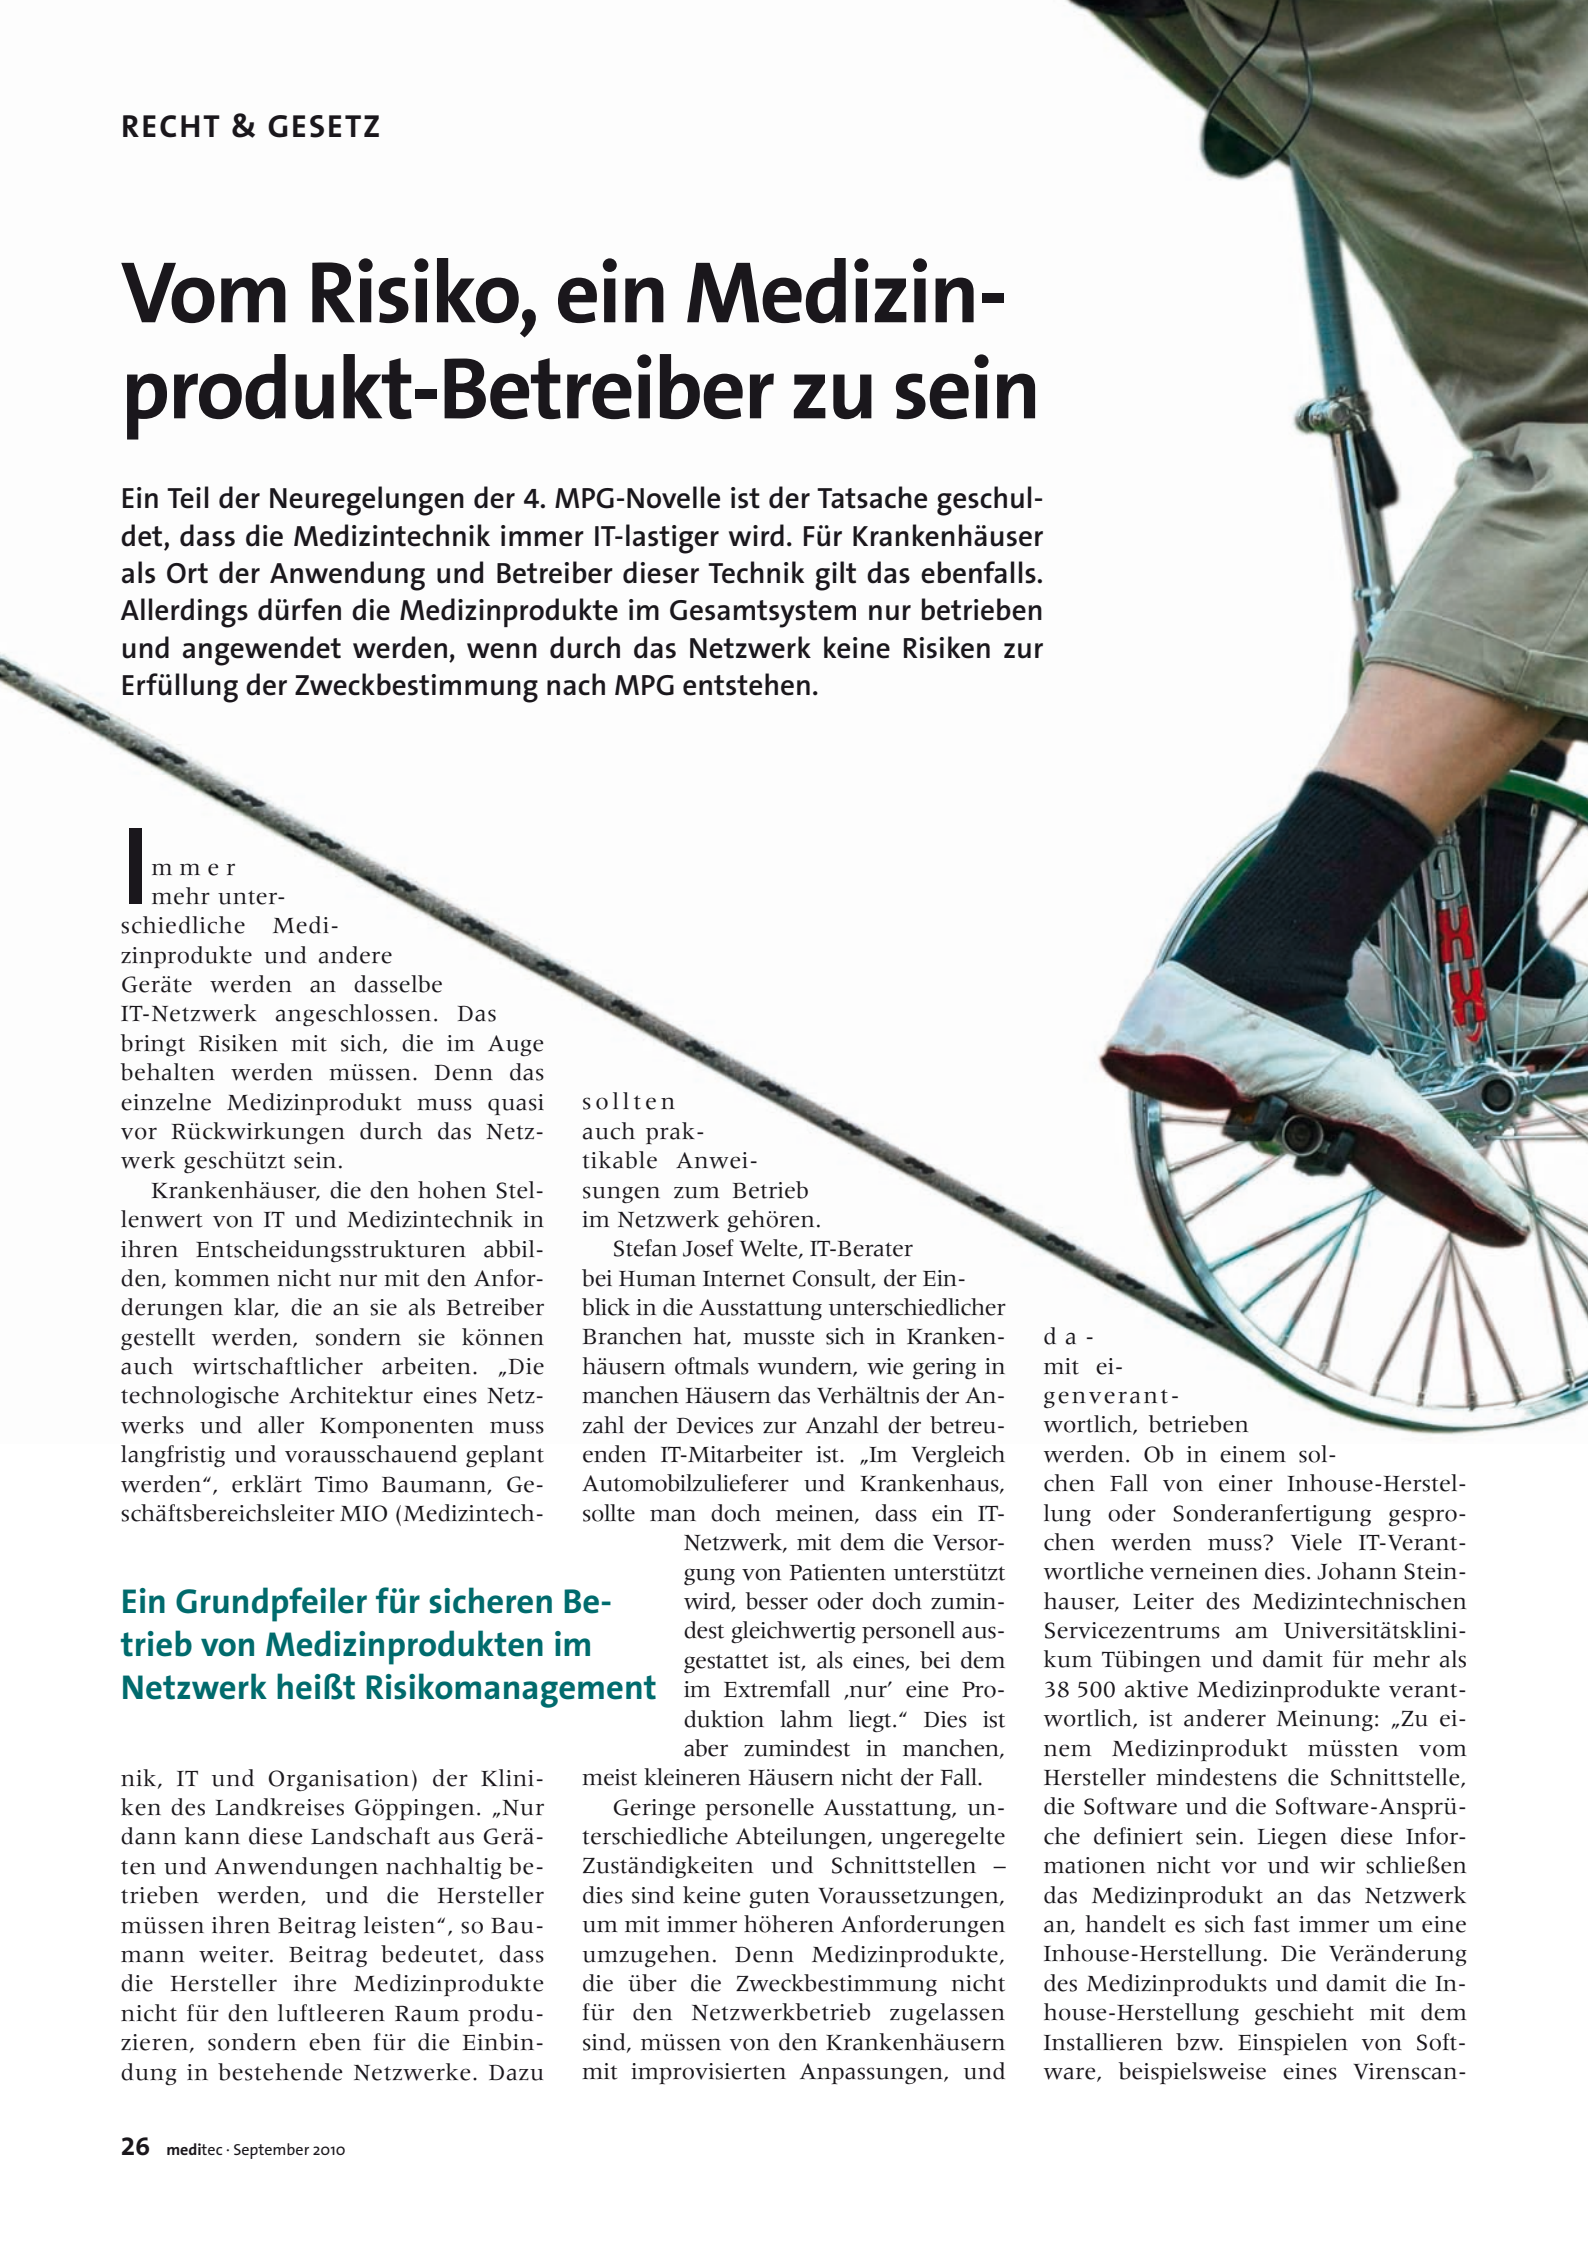 RECHT & GESETZ
Vom Risiko, ein Medizin-
produkt-Betreiber zu sein
Ein Teil der Neuregelungen der 4. MPG-Novelle ist der Tatsache geschul-
det, dass die Medizintechnik immer IT-lastiger wird. Für Krankenhäuser
als Ort der Anwendung und Betreiber dieser Technik gilt das ebenfalls.
Allerdings dürfen die Medizinprodukte im Gesamtsystem nur betrieben
und angewendet werden, wenn durch das Netzwerk keine Risiken zur
Erfüllung der Zweckbestimmung nach MPG entstehen.
Immer
mehr unter-
schiedliche Medi-
zinprodukte und andere
Geräte werden an dasselbe
IT-Netzwerk angeschlossen. Das
bringt Risiken mit sich, die im Auge
behalten werden müssen. Denn das
einzelne Medizinprodukt muss quasi
vor Rückwirkungen durch das Netz-
werk geschützt sein.
Krankenhäuser, die den hohen Stel-
lenwert von IT und Medizintechnik in
ihren Entscheidungsstrukturen abbil-
den, kommen nicht nur mit den Anfor-
derungen klar, die an sie als Betreiber
gestellt werden, sondern sie können
auch wirtschaftlicher arbeiten. „Die
technologische Architektur eines Netz-
werks und aller Komponenten muss
langfristig und vorausschauend geplant
werden“, erklärt Timo Baumann, Ge-
schäftsbereichsleiter MIO (Medizintech-
Ein Grundpfeiler für sicheren Be-
trieb von Medizinprodukten im
Netzwerk heißt Risikomanagement
nik, IT und Organisation) der Klini-
ken des Landkreises Göppingen. „Nur
dann kann diese Landschaft aus Gerä-
ten und Anwendungen nachhaltig be-
trieben werden, und die Hersteller
müssen ihren Beitrag leisten“, so Bau-
mann weiter. Beitrag bedeutet, dass
die Hersteller ihre Medizinprodukte
nicht für den luftleeren Raum produ-
zieren, sondern eben für die Einbin-
dung in bestehende Netzwerke. Dazu
sollten
auch prak-
tikable Anwei-
sungen zum Betrieb
im Netzwerk gehören.
Stefan Josef Welte, IT-Berater
bei Human Internet Consult, der Ein-
blick in die Ausstattung unterschiedlicher
Branchen hat, musste sich in Kranken-
häusern oftmals wundern, wie gering in
manchen Häusern das Verhältnis der An-
zahl der Devices zur Anzahl der betreu-
enden IT-Mitarbeiter ist. „Im Vergleich
Automobilzulieferer und Krankenhaus,
sollte man doch meinen, dass ein IT-
Netzwerk, mit dem die Versor-
gung von Patienten unterstützt
wird, besser oder doch zumin-
dest gleichwertig personell aus-
gestattet ist, als eines, bei dem
im Extremfall ‚nur’ eine Pro-
duktion lahm liegt.“ Dies ist
aber zumindest in manchen,
meist kleineren Häusern nicht der Fall.
Geringe personelle Ausstattung, un-
terschiedliche Abteilungen, ungeregelte
Zuständigkeiten und Schnittstellen –
dies sind keine guten Voraussetzungen,
um mit immer höheren Anforderungen
umzugehen. Denn Medizinprodukte,
die über die Zweckbestimmung nicht
für den Netzwerkbetrieb zugelassen
sind, müssen von den Krankenhäusern
mit improvisierten Anpassungen, und
da-
mit ei-
genverant-
wortlich, betrieben
werden. Ob in einem sol-
chen Fall von einer Inhouse-Herstel-
lung oder Sonderanfertigung gespro-
chen werden muss? Viele IT-Verant-
wortliche verneinen dies. Johann Stein-
hauser, Leiter des Medizintechnischen
Servicezentrums am Universitätsklini-
kum Tübingen und damit für mehr als
38 500 aktive Medizinprodukte verant-
wortlich, ist anderer Meinung: „Zu ei-
nem Medizinprodukt müssten vom
Hersteller mindestens die Schnittstelle,
die Software und die Software-Ansprü-
che definiert sein. Liegen diese Infor-
mationen nicht vor und wir schließen
das Medizinprodukt an das Netzwerk
an, handelt es sich fast immer um eine
Inhouse-Herstellung. Die Veränderung
des Medizinprodukts und damit die In-
house-Herstellung geschieht mit dem
Installieren bzw. Einspielen von Soft-
ware, beispielsweise eines Virenscan-
26 meditec · September 2010